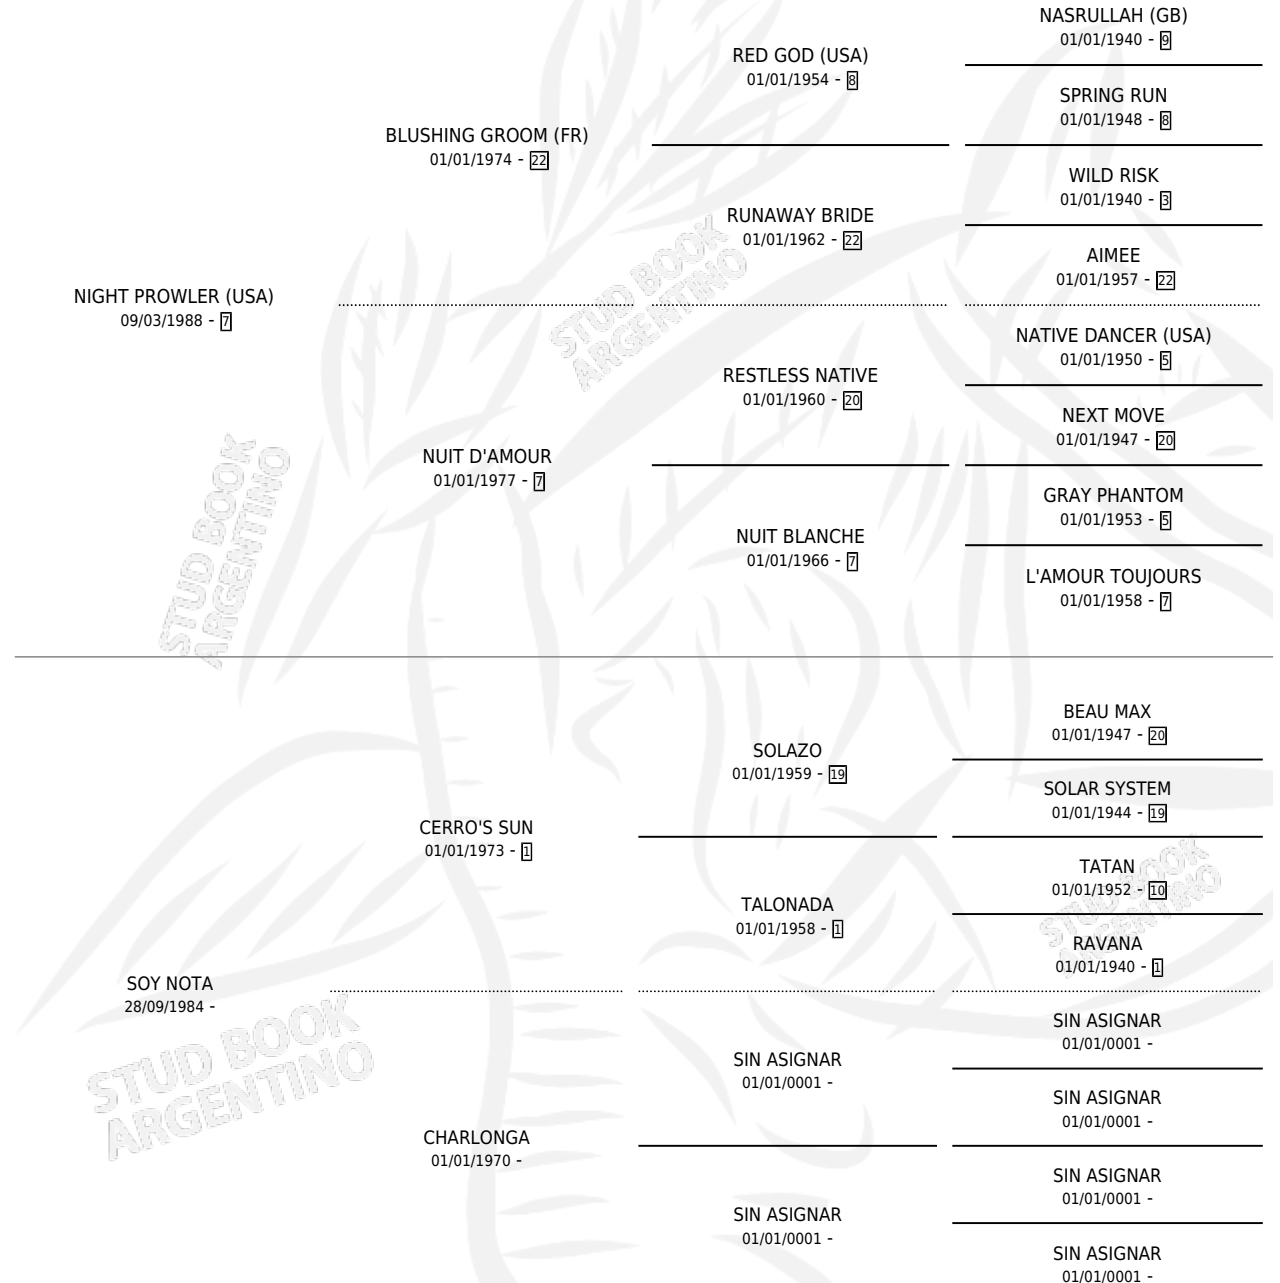 NASRULLAH (GB)
01/01/1940 - 9
RED GOD (USA)
01/01/1954 - 8
SPRING RUN
01/01/1948 - 8
BLUSHING GROOM (FR)
01/01/1974 - 22
WILD RISK
01/01/1940 - 3
RUNAWAY BRIDE
01/01/1962 - 22
AIMEE
01/01/1957 - 22
NIGHT PROWLER (USA)
09/03/1988 - 7
NATIVE DANCER (USA)
01/01/1950 - 5
RESTLESS NATIVE
01/01/1960 - 20
NEXT MOVE
01/01/1947 - 20
NUIT D'AMOUR
01/01/1977 - 7
GRAY PHANTOM
01/01/1953 - 5
NUIT BLANCHE
01/01/1966 - 7
L'AMOUR TOUJOURS
01/01/1958 - 7
BEAU MAX
01/01/1947 - 20
SOLAZO
01/01/1959 - 19
SOLAR SYSTEM
01/01/1944 - 19
CERRO'S SUN
01/01/1973 - 1
TATAN
01/01/1952 - 10
TALONADA
01/01/1958 - 1
RAVANA
01/01/1940 - 1
SOY NOTA
28/09/1984 -
SIN ASIGNAR
01/01/0001 -
SIN ASIGNAR
01/01/0001 -
SIN ASIGNAR
01/01/0001 -
CHARLONGA
01/01/1970 -
SIN ASIGNAR
01/01/0001 -
SIN ASIGNAR
01/01/0001 -
SIN ASIGNAR
01/01/0001 -
STUD BOOK
ARGENTINO
STUD BOOK
ARGENTINO
STUD BOOK
ARGENTINO
STUD BOOK
ARGENTINO